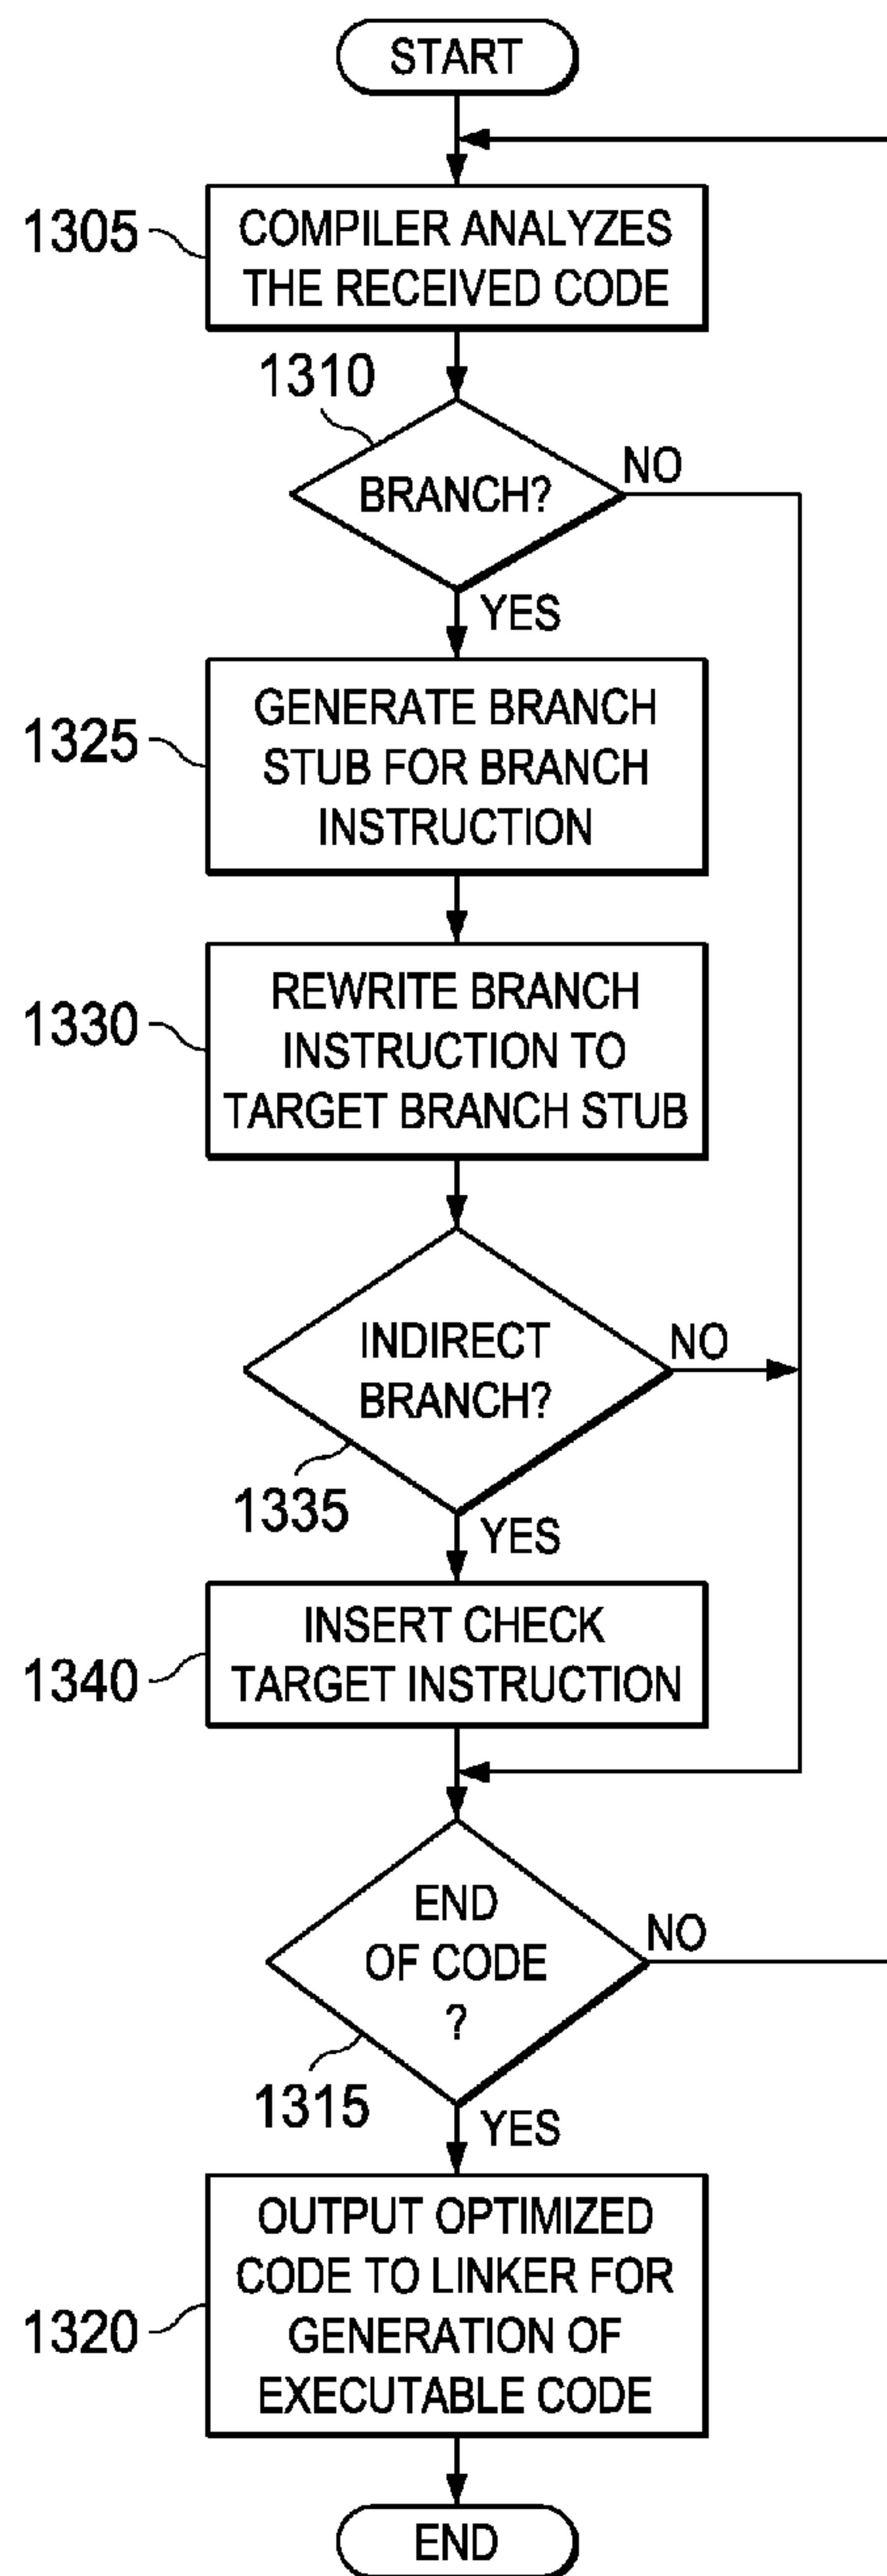 START
1305
COMPILER ANALYZES
THE RECEIVED CODE
1310
BRANCH?
NO
YES
1325
GENERATE BRANCH
STUB FOR BRANCH
INSTRUCTION
1330
REWRITE BRANCH
INSTRUCTION TO
TARGET BRANCH STUB
INDIRECT
BRANCH?
NO
1335
YES
1340
INSERT CHECK
TARGET INSTRUCTION
END
OF CODE
?
NO
1315
YES
1320
OUTPUT OPTIMIZED
CODE TO LINKER FOR
GENERATION OF
EXECUTABLE CODE
END